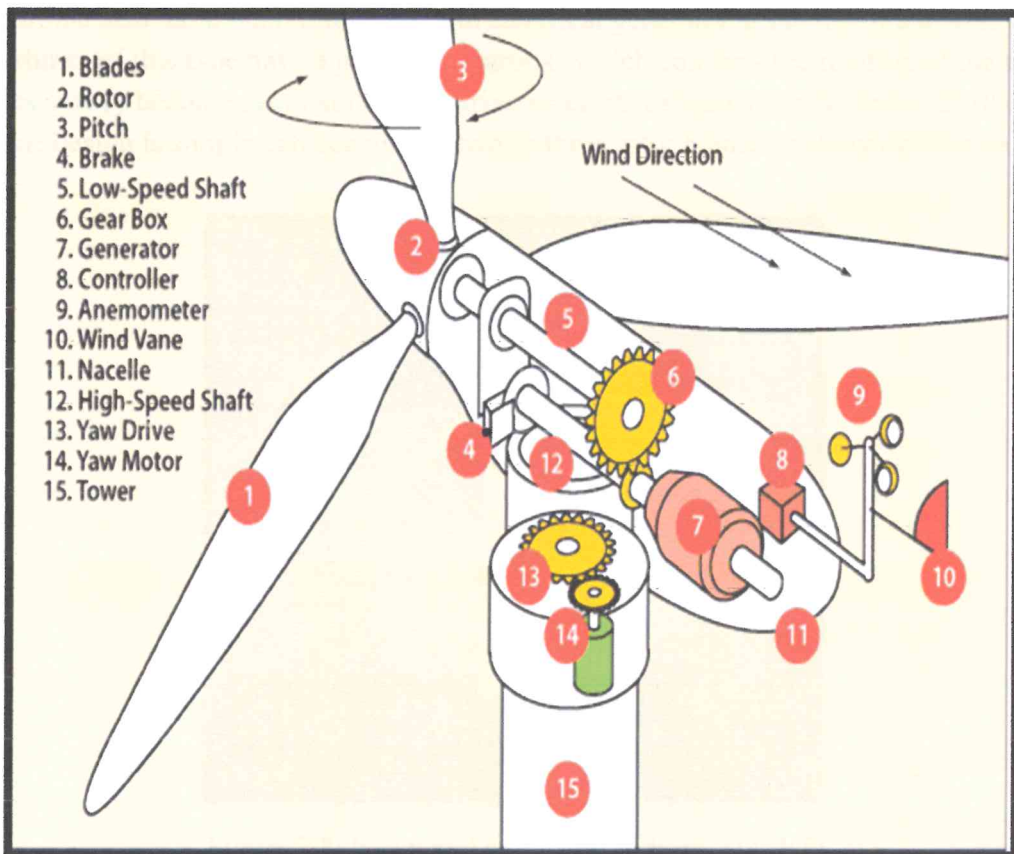 1. Blades
2. Rotor
3. Pitch
4. Brake
5. Low-Speed Shaft
6. Gear Box
7. Generator
8. Controller
9. Anemometer
10. Wind Vane
11. Nacelle
12. High-Speed Shaft
13. Yaw Drive
14. Yaw Motor
15. Tower
Wind Direction
3
2
5
6
9
4
12
8
1
7
13
10
14
11
15